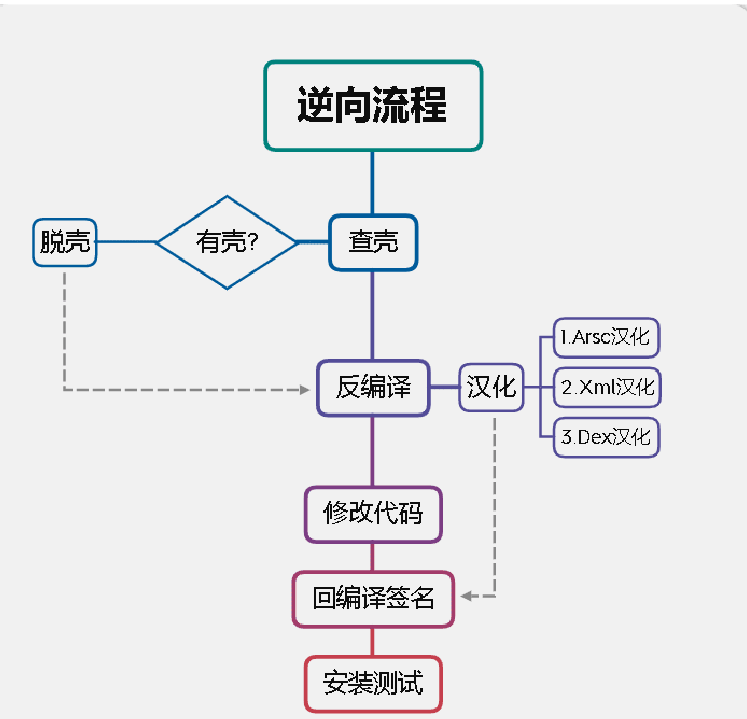 逆向流程
脱壳
有壳?
查壳
反编译
汉化
1.Arsc汉化
2.Xml汉化
3.Dex汉化
修改代码
回编译签名
安装测试